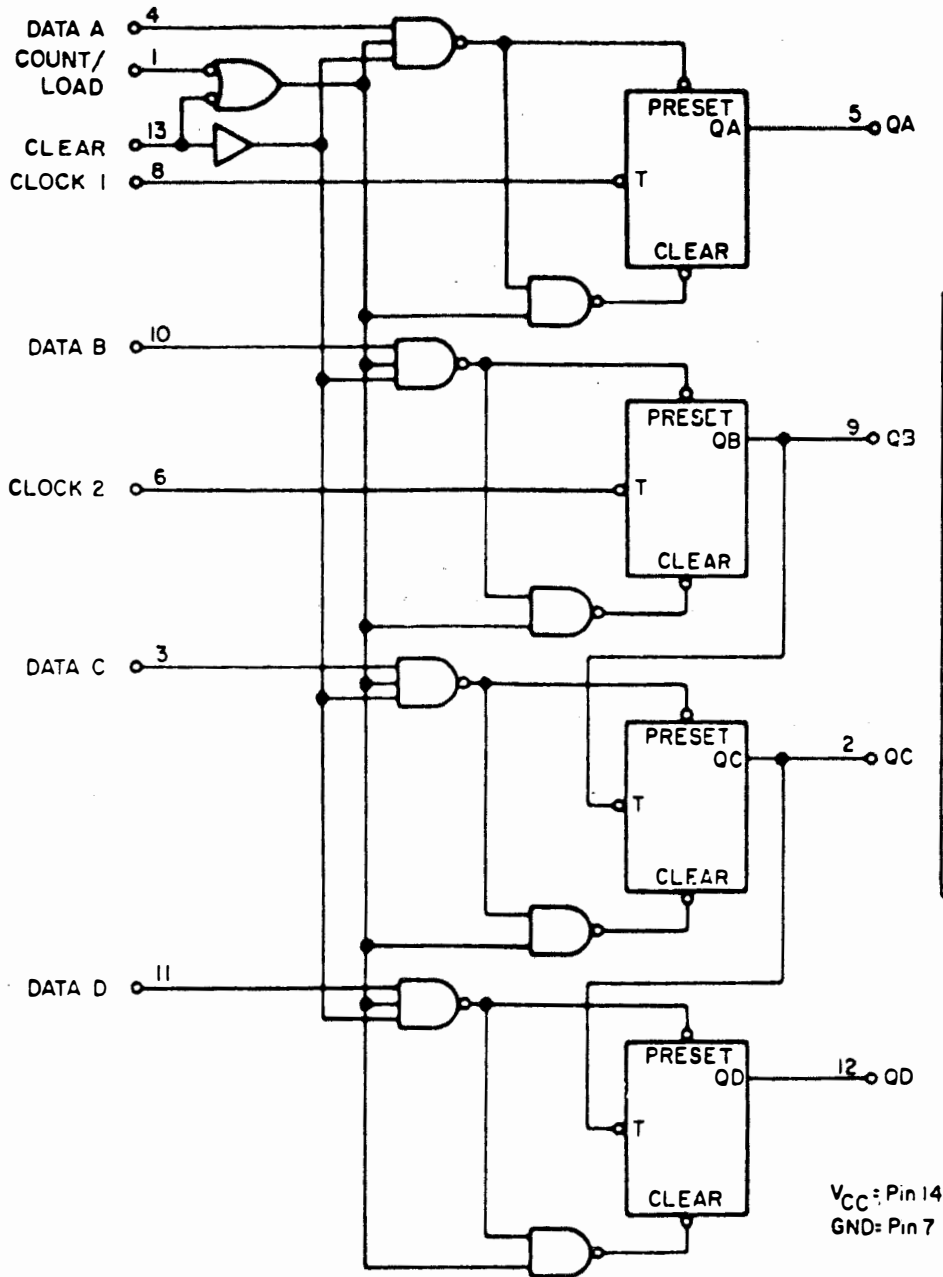 DATA A 4
COUNT/ 1
LOAD
CLEAR 13
CLOCK 1 8
PRESET
QA
5 QA
T
CLEAR
DATA B 10
PRESET
QB
9 QB
CLOCK 2 6
T
CLEAR
DATA C 3
PRESET
QC
2 QC
T
CLEAR
DATA D 11
PRESET
QD
12 QD
T
CLEAR
VCC= Pin 14
GND= Pin 7